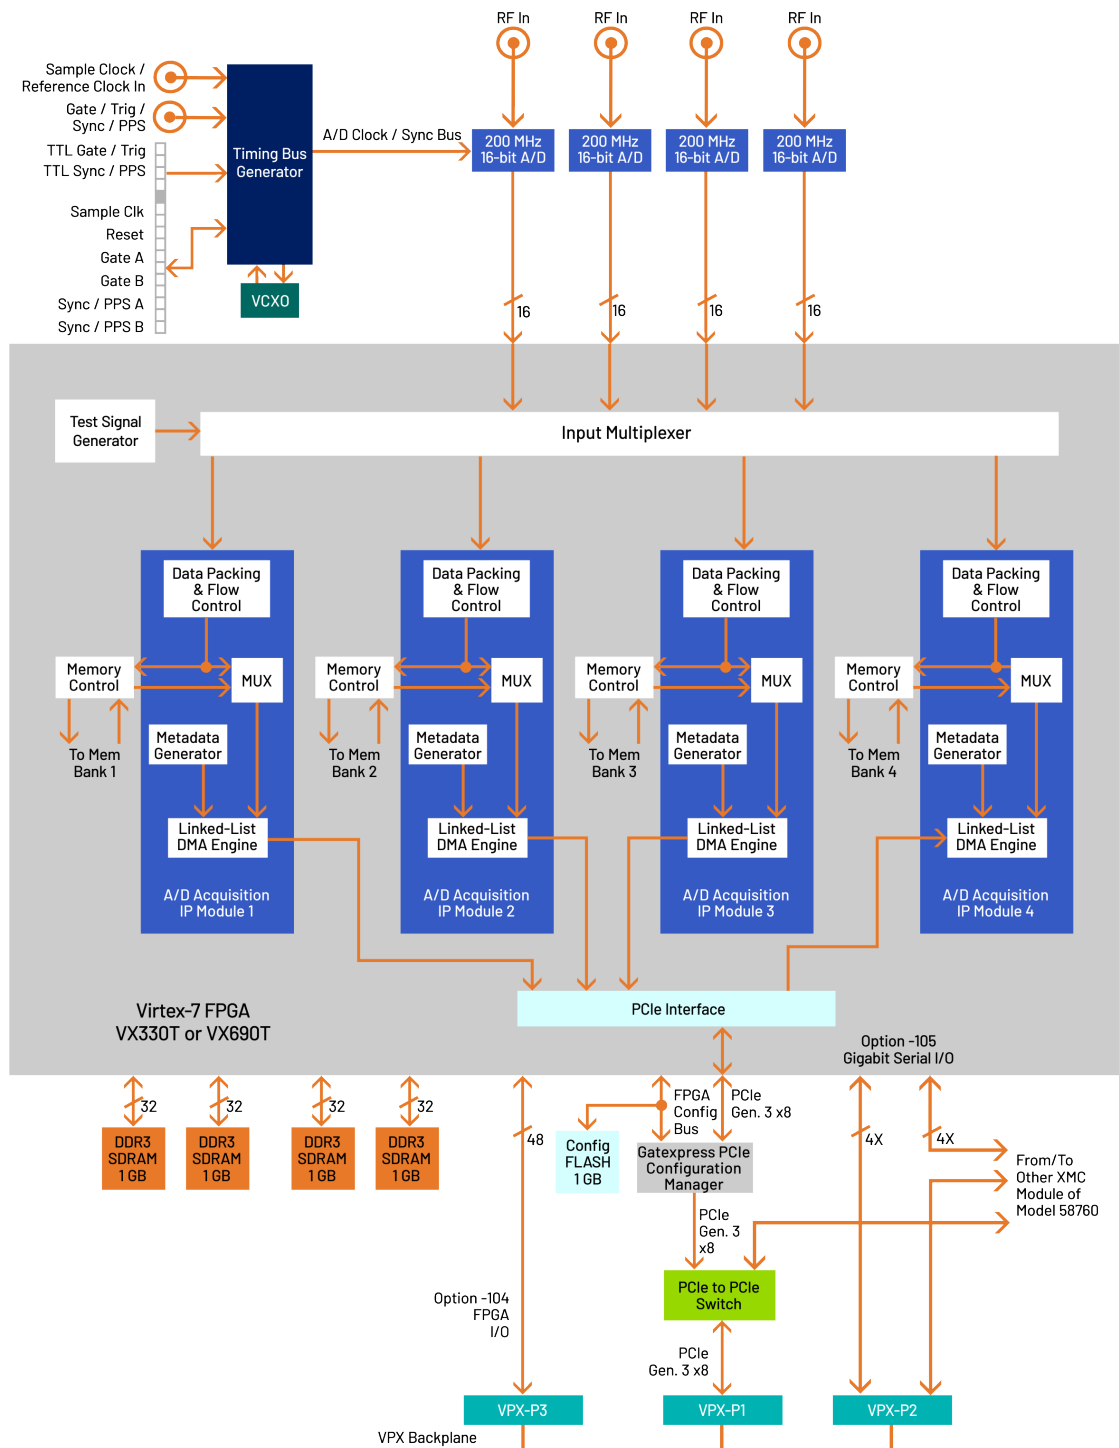 RF In
RF In
RF In
RF In
Sample Clock /
Reference Clock In
Gate / Trig /
Sync / PPS
TTL Gate / Trig
TTL Sync / PPS
Sample Clk
Reset
Gate A
Gate B
Sync / PPS A
Sync / PPS B
Timing Bus
Generator
VCXO
A/D Clock / Sync Bus
200 MHz
16-bit A/D
200 MHz
16-bit A/D
200 MHz
16-bit A/D
200 MHz
16-bit A/D
16
16
16
16
Test Signal
Generator
Input Multiplexer
Data Packing
& Flow
Control
Memory
Control
MUX
To Mem
Bank 1
Metadata
Generator
Linked-List
DMA Engine
A/D Acquisition
IP Module 1
Data Packing
& Flow
Control
Memory
Control
MUX
To Mem
Bank 2
Metadata
Generator
Linked-List
DMA Engine
A/D Acquisition
IP Module 2
Data Packing
& Flow
Control
Memory
Control
MUX
To Mem
Bank 3
Metadata
Generator
Linked-List
DMA Engine
A/D Acquisition
IP Module 3
Data Packing
& Flow
Control
Memory
Control
MUX
To Mem
Bank 4
Metadata
Generator
Linked-List
DMA Engine
A/D Acquisition
IP Module 4
Virtex-7 FPGA
VX330T or VX690T
PCIe Interface
Option -105
Gigabit Serial I/O
32
32
32
32
DDR3
SDRAM
1 GB
DDR3
SDRAM
1 GB
DDR3
SDRAM
1 GB
DDR3
SDRAM
1 GB
48
FPGA
Config
Bus
PCIe
Gen. 3 x8
Config
FLASH
1 GB
Gatexpress PCIe
Configuration
Manager
4X
4X
From/To
Other XMC
Module of
Model 58760
PCIe
Gen. 3
x8
PCIe to PCIe
Switch
Option -104
FPGA
I/O
PCIe
Gen. 3 x8
VPX-P3
VPX-P1
VPX-P2
VPX Backplane